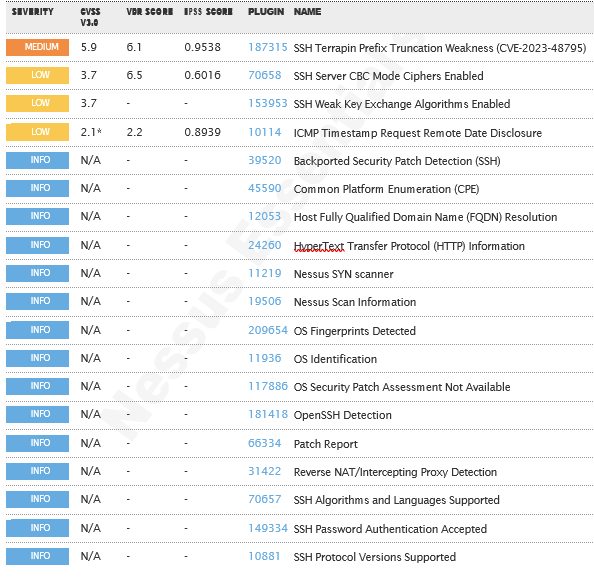 SEVERITY CVSS V3.0 VPR SCORE EPSS SCORE PLUGIN NAME
MEDIUM 5.9 6.1 0.9538 187315 SSH Terrapin Prefix Truncation Weakness (CVE-2023-48795)
LOW 3.7 6.5 0.6016 70658 SSH Server CBC Mode Ciphers Enabled
LOW 3.7 - - 153953 SSH Weak Key Exchange Algorithms Enabled
LOW 2.1* 2.2 0.8939 10114 ICMP Timestamp Request Remote Date Disclosure
INFO N/A - - 39520 Backported Security Patch Detection (SSH)
INFO N/A - - 45590 Common Platform Enumeration (CPE)
INFO N/A - - 12053 Host Fully Qualified Domain Name (FQDN) Resolution
INFO N/A - - 24260 HyperText Transfer Protocol (HTTP) Information
INFO N/A - - 11219 Nessus SYN scanner
INFO N/A - - 19506 Nessus Scan Information
INFO N/A - - 209654 OS Fingerprints Detected
INFO N/A - - 11936 OS Identification
INFO N/A - - 117886 OS Security Patch Assessment Not Available
INFO N/A - - 181418 OpenSSH Detection
INFO N/A - - 66334 Patch Report
INFO N/A - - 31422 Reverse NAT/Intercepting Proxy Detection
INFO N/A - - 70657 SSH Algorithms and Languages Supported
INFO N/A - - 149334 SSH Password Authentication Accepted
INFO N/A - - 10881 SSH Protocol Versions Supported
Nessus Essentials